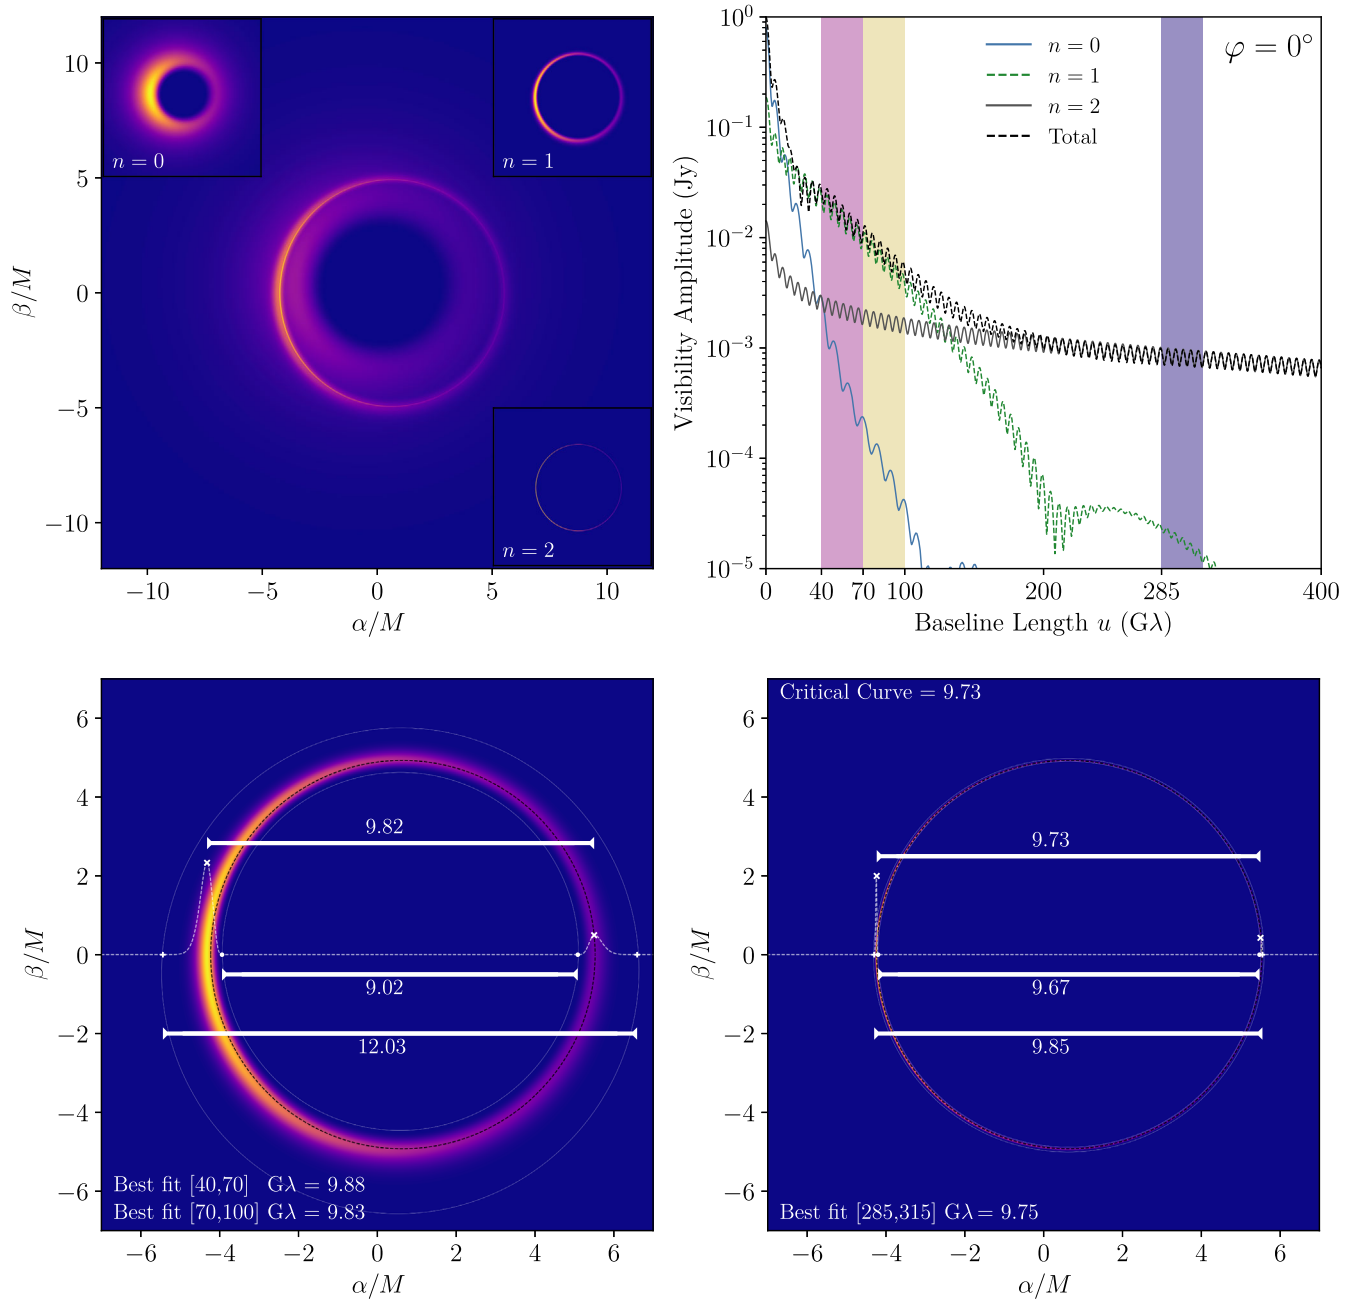 10
5
0
−5
−10
β/M
−10
−5
0
5
10
α/M
n = 0
n = 1
n = 2
10⁰
10⁻¹
10⁻²
10⁻³
10⁻⁴
10⁻⁵
Visibility Amplitude (Jy)
φ = 0°
n = 0
n = 1
n = 2
Total
0
40
70
100
200
285
400
Baseline Length u (Gλ)
6
4
2
0
−2
−4
−6
β/M
9.82
9.02
12.03
Best fit [40,70] Gλ = 9.88
Best fit [70,100] Gλ = 9.83
−6
−4
−2
0
2
4
6
α/M
Critical Curve = 9.73
6
4
2
0
−2
−4
−6
β/M
9.73
9.67
9.85
Best fit [285,315] Gλ = 9.75
−6
−4
−2
0
2
4
6
α/M